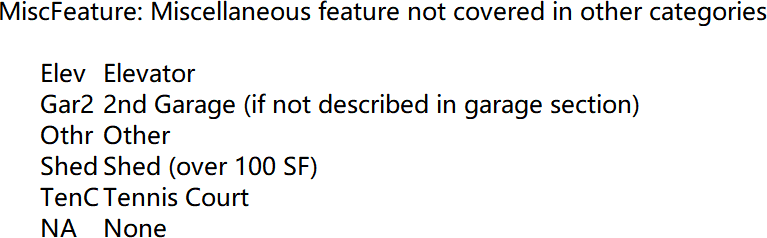 MiscFeature: Miscellaneous feature not covered in other categories
Elev Elevator
Gar2 2nd Garage (if not described in garage section)
Othr Other
Shed Shed (over 100 SF)
TenC Tennis Court
NA None